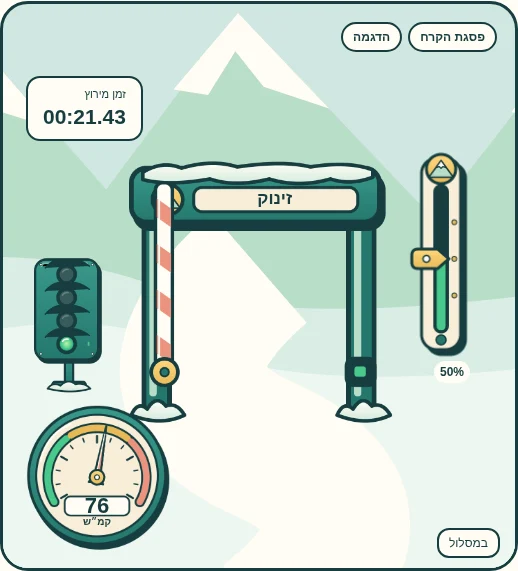 פסגת הקרח
הדגמה
זמן מירוץ
00:21.43
זינוק
50%
76
קמ״ש
במסלול